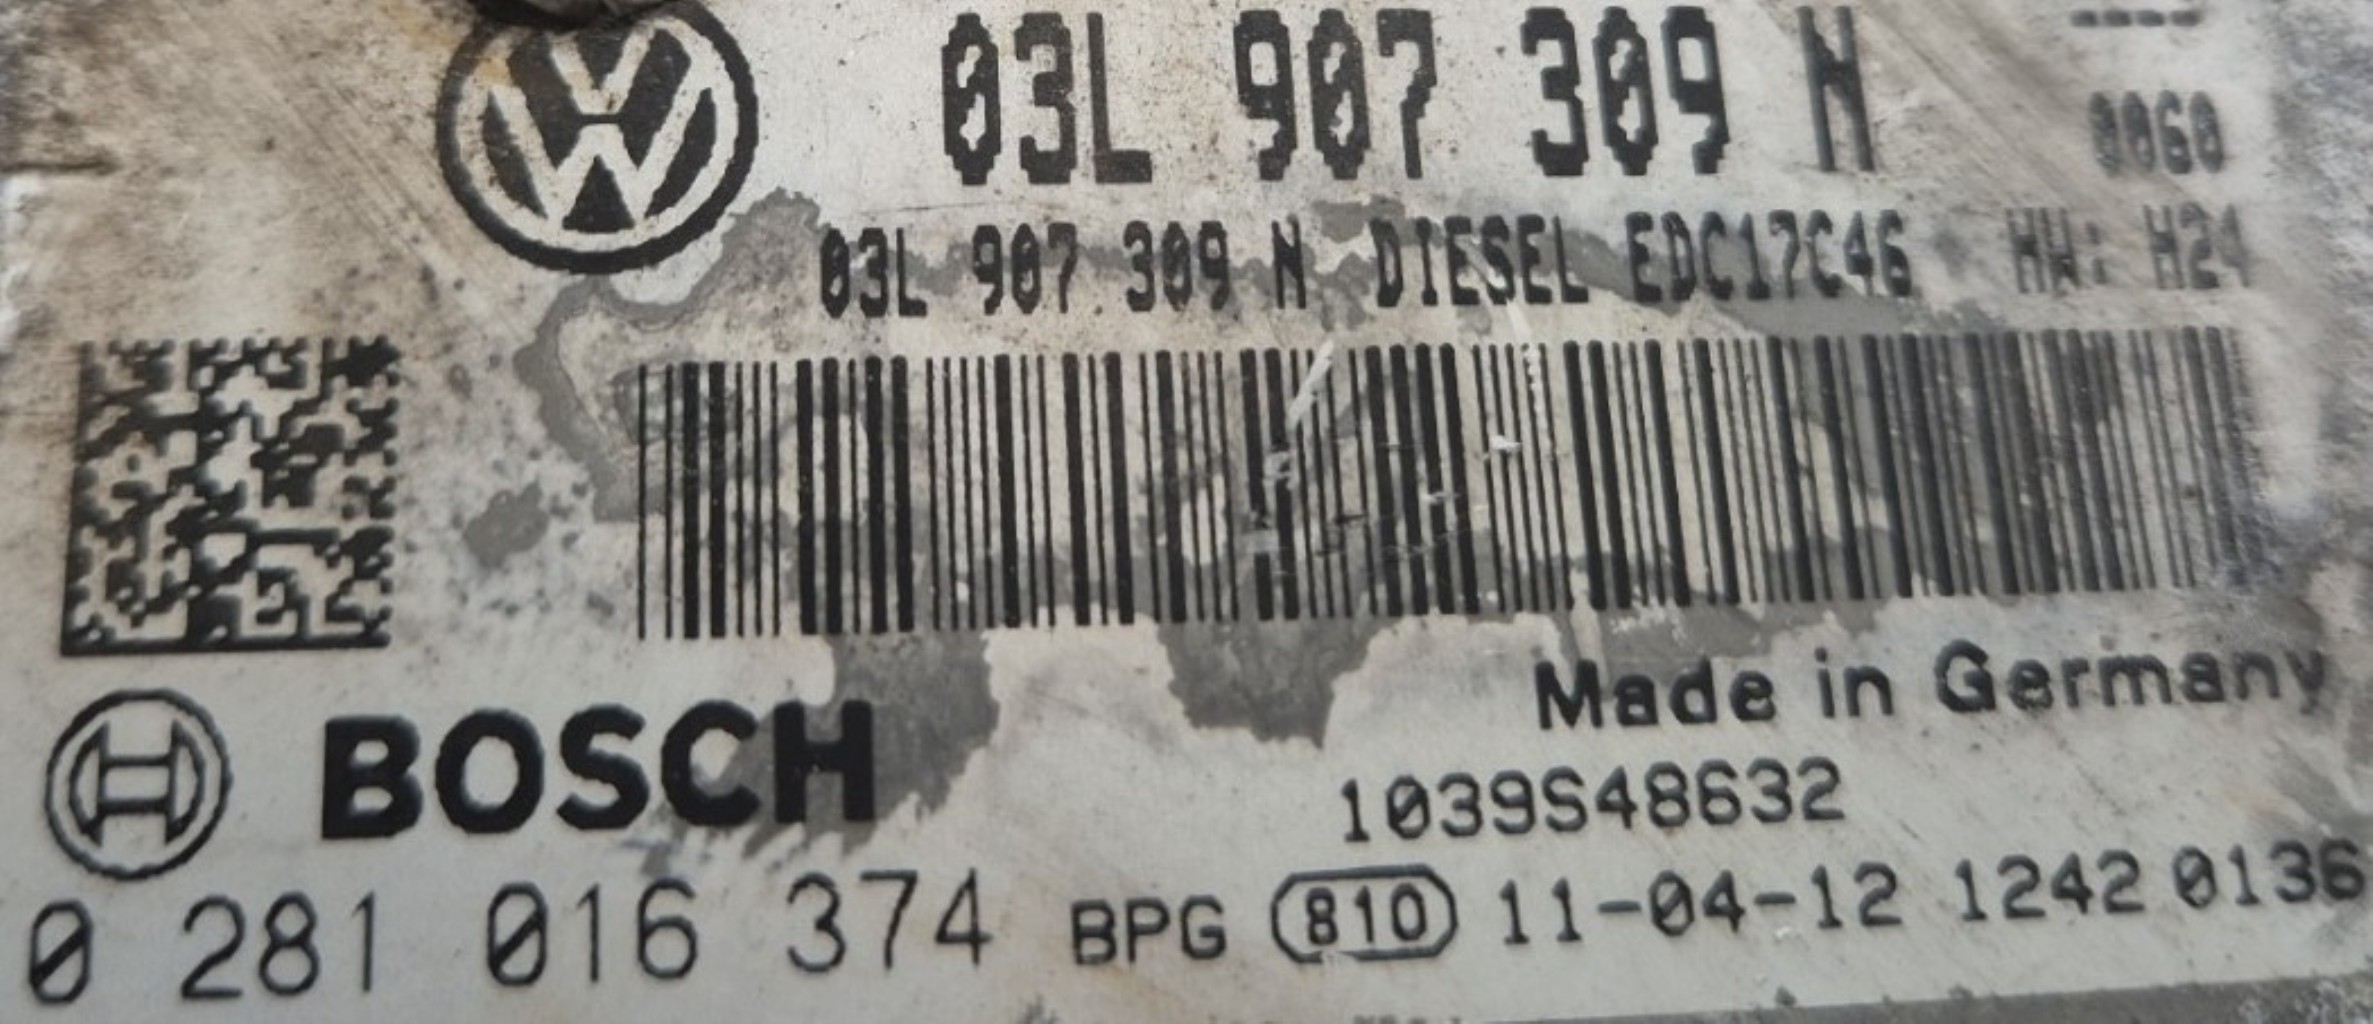 03L 907 309 N ----
0060
03L 907 309 N DIESEL EDC17C46 HW: H24
Made in Germany
BOSCH
1039S48632
0 281 016 374 BPG 810 11-04-12 1242 0136